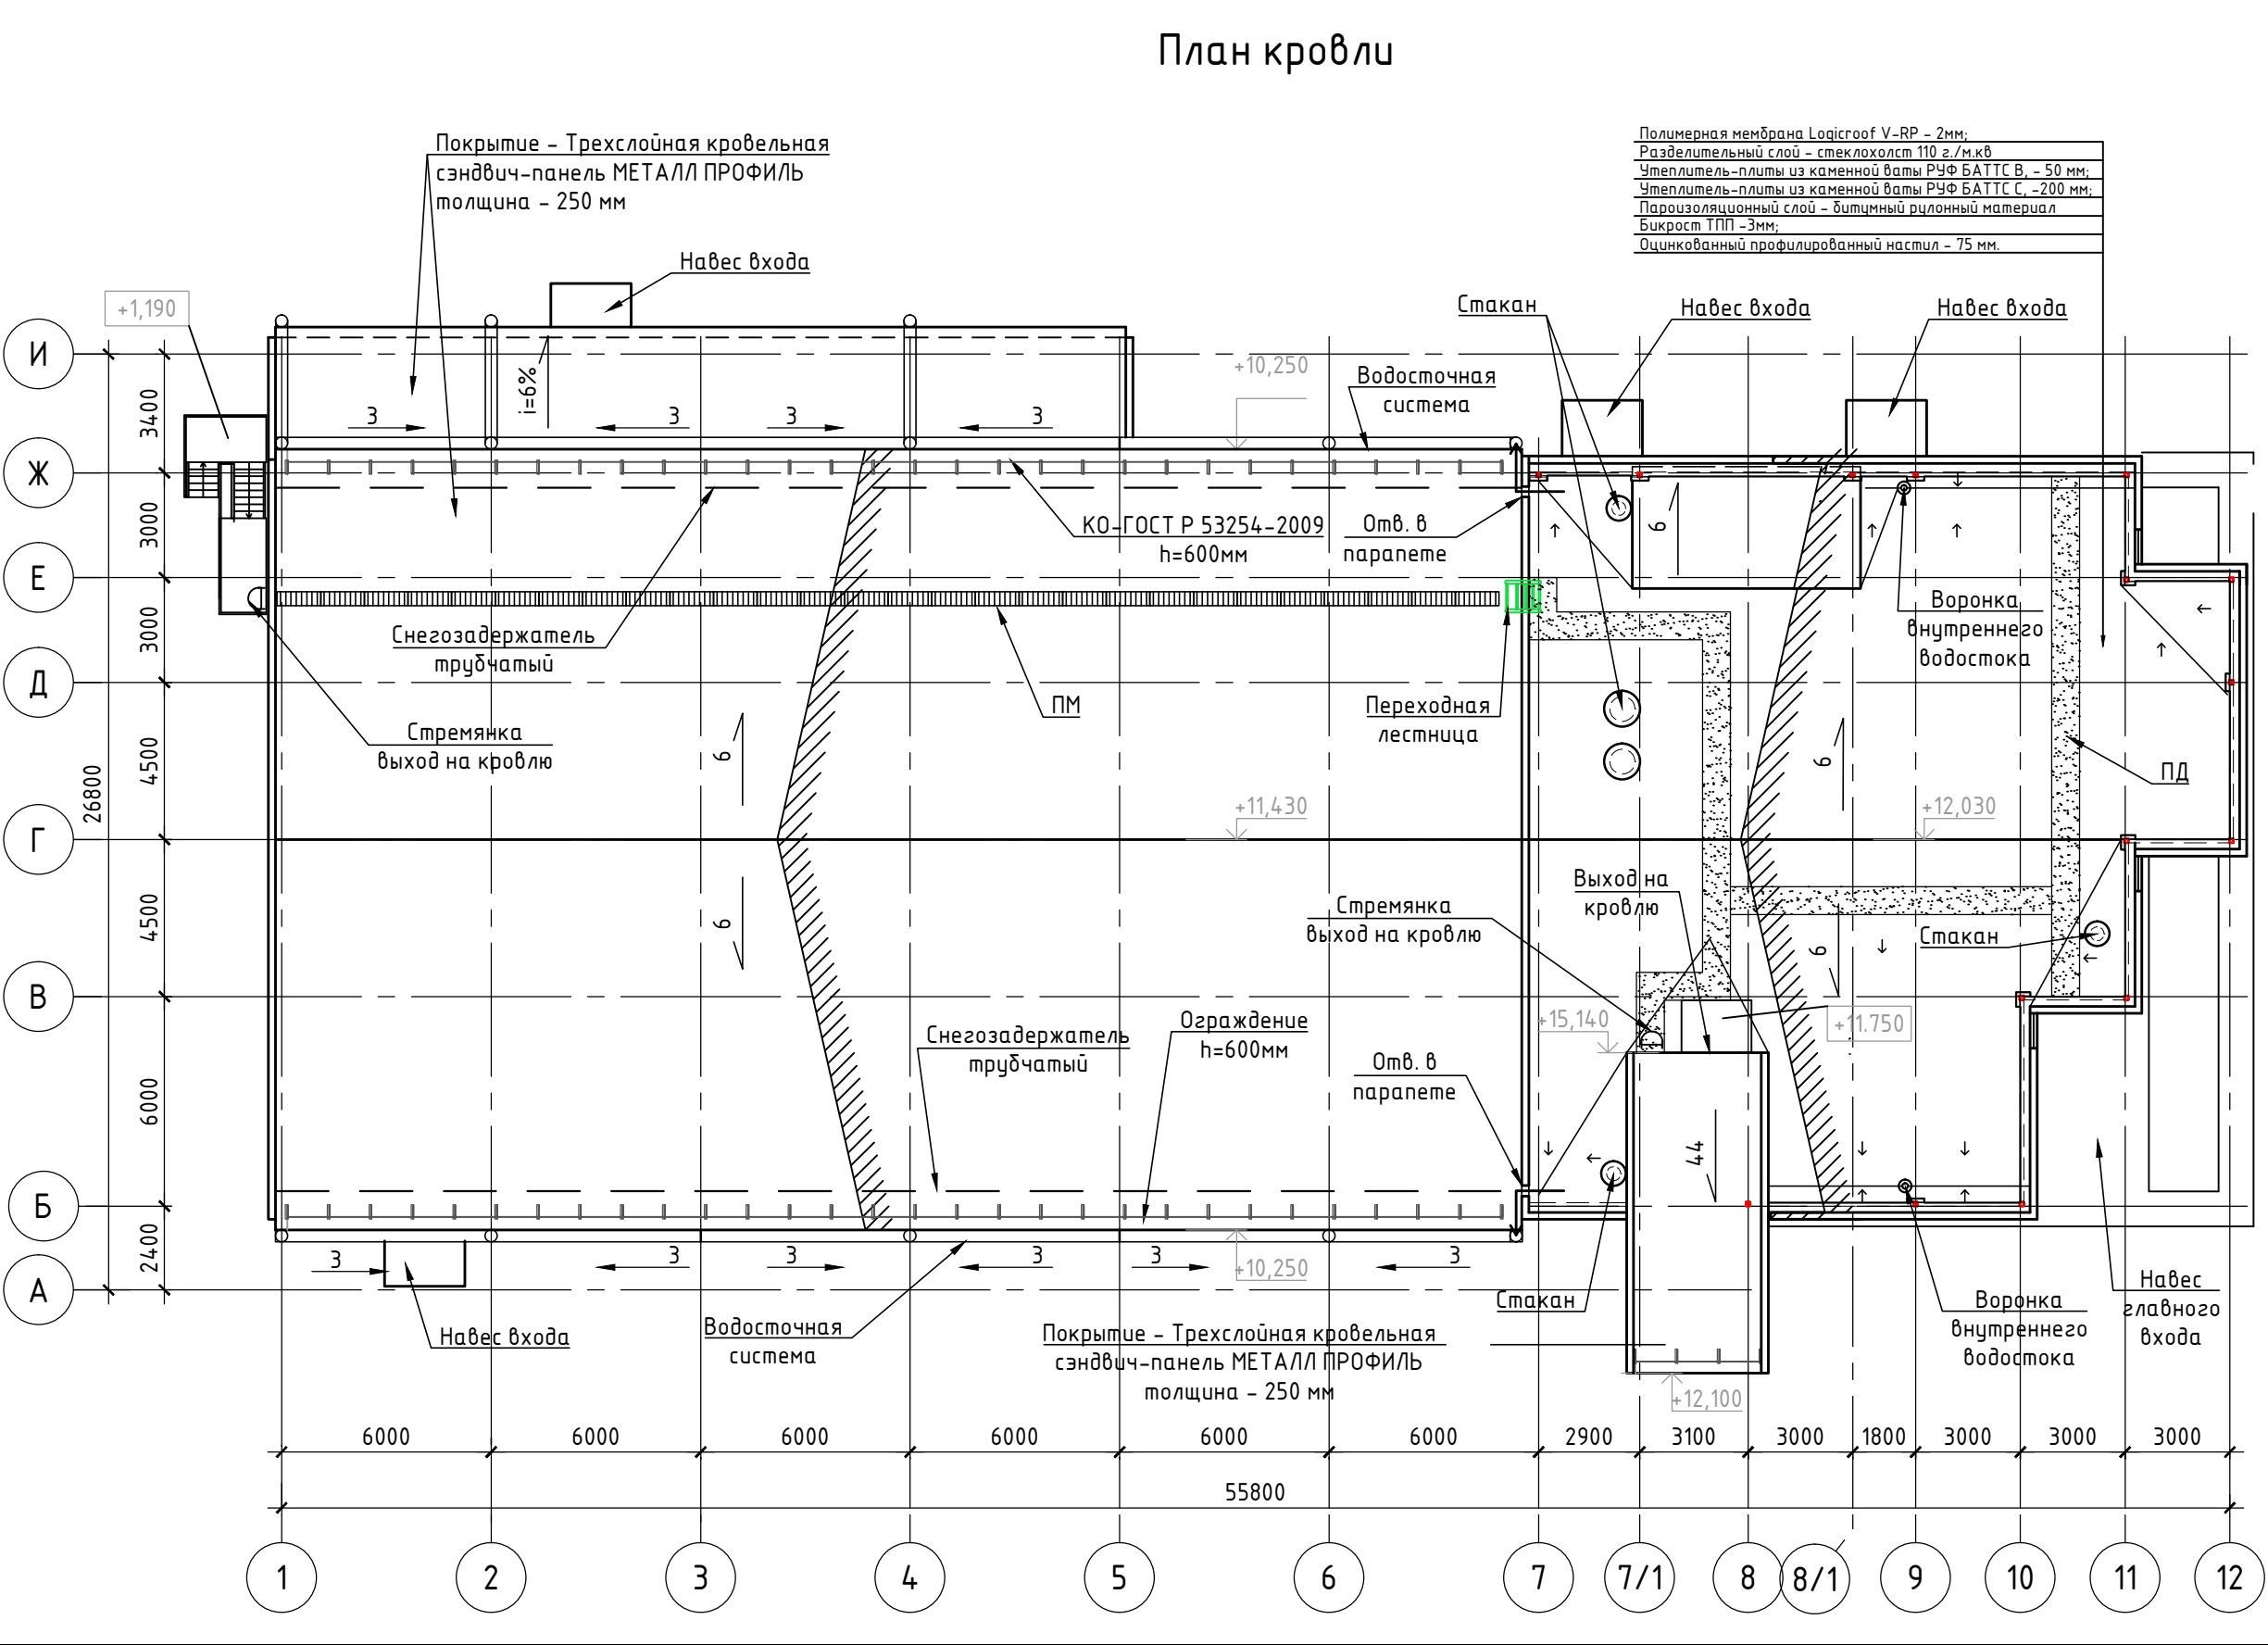 План кровли
Покрытие - Трехслойная кровельная
сэндвич-панель МЕТАЛЛ ПРОФИЛЬ
толщина - 250 мм
Полимерная мембрана Logicroof V-RP - 2мм;
Разделительный слой - стеклохолст 110 г./м.кв
Утеплитель-плиты из каменной ваты РУФ БАТТС В, - 50 мм;
Утеплитель-плиты из каменной ваты РУФ БАТТС С, -200 мм;
Пароизоляционный слой - битумный рулонный материал
Бикрост ТПП -3мм;
Оцинкованный профилированный настил - 75 мм.
Навес входа
+1,190
Стакан
Навес входа
Навес входа
И
+10,250
Водосточная
система
i=6%
3
3
3
3
3400
Ж
КО-ГОСТ Р 53254-2009
h=600мм
Отв. в
парапете
6
3000
Е
Воронка
внутреннего
водостока
Снегозадержатель
трубчатый
3000
Д
ПМ
Переходная
лестница
Стремянка
выход на кровлю
6
6
4500
ПД
26800
+11,430
+12,030
Г
Выход на
кровлю
Стремянка
выход на кровлю
6
6
4500
Стакан
В
+15,140
+11.750
Снегозадержатель
трубчатый
Ограждение
h=600мм
Отв. в
парапете
6000
44
Б
2400
3
3
3
3
3
3
+10,250
А
Стакан
Навес входа
Водосточная
система
Покрытие - Трехслойная кровельная
сэндвич-панель МЕТАЛЛ ПРОФИЛЬ
толщина - 250 мм
Воронка
внутреннего
водостока
Навес
главного
входа
+12,100
6000
6000
6000
6000
6000
6000
2900
3100
3000
1800
3000
3000
3000
55800
1
2
3
4
5
6
7
7/1
8
8/1
9
10
11
12